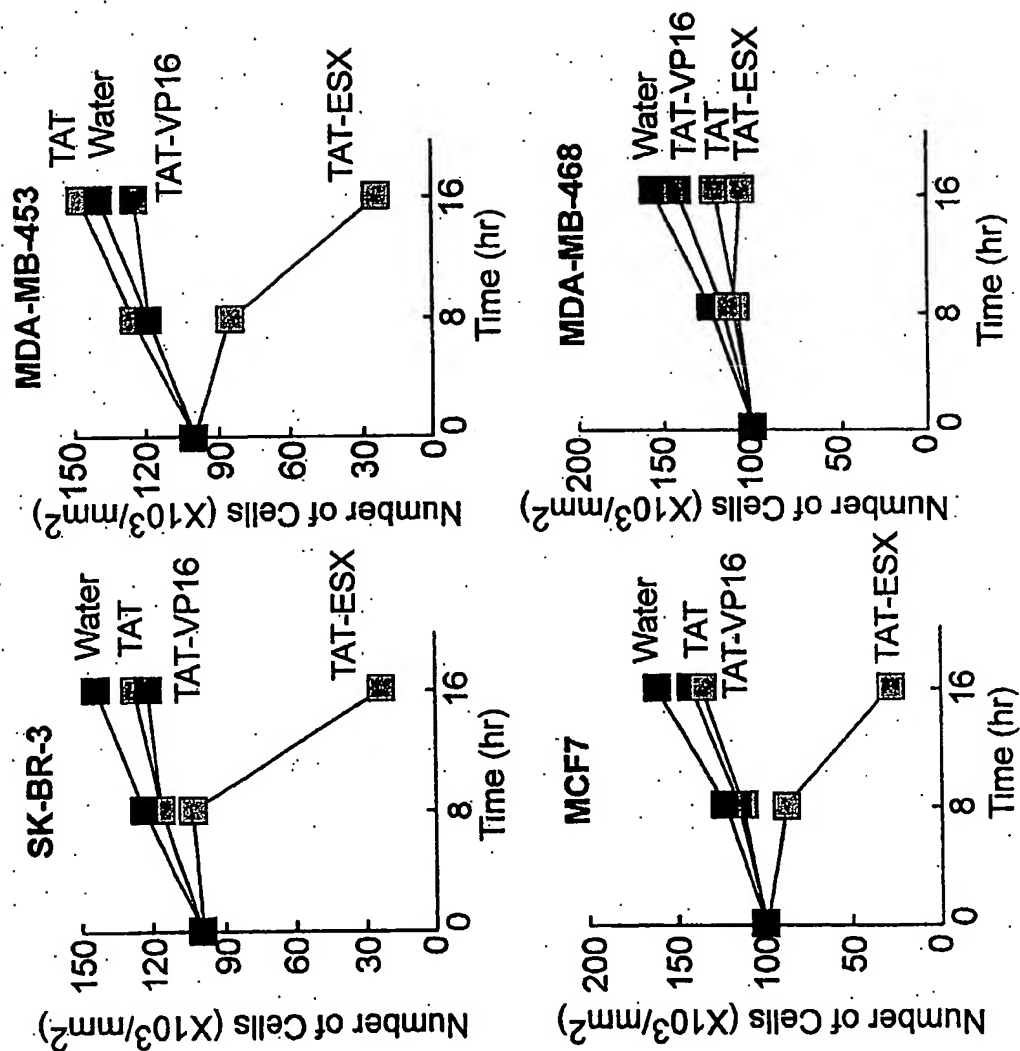 SK-BR-3
Number of Cells (X103/mm2)
150
120
90
60
30
0
8
16
Time (hr)
Water
TAT
TAT-VP16
TAT-ESX
MDA-MB-453
Number of Cells (X103/mm2)
150
120
90
60
30
0
8
16
Time (hr)
TAT
Water
TAT-VP16
TAT-ESX
MCF7
Number of Cells (X103/mm2)
200
150
100
50
0
0
8
16
Time (hr)
Water
TAT
TAT-VP16
TAT-ESX
MDA-MB-468
Number of Cells (X103/mm2)
200
150
100
50
0
0
8
16
Time (hr)
Water
TAT-VP16
TAT
TAT-ESX